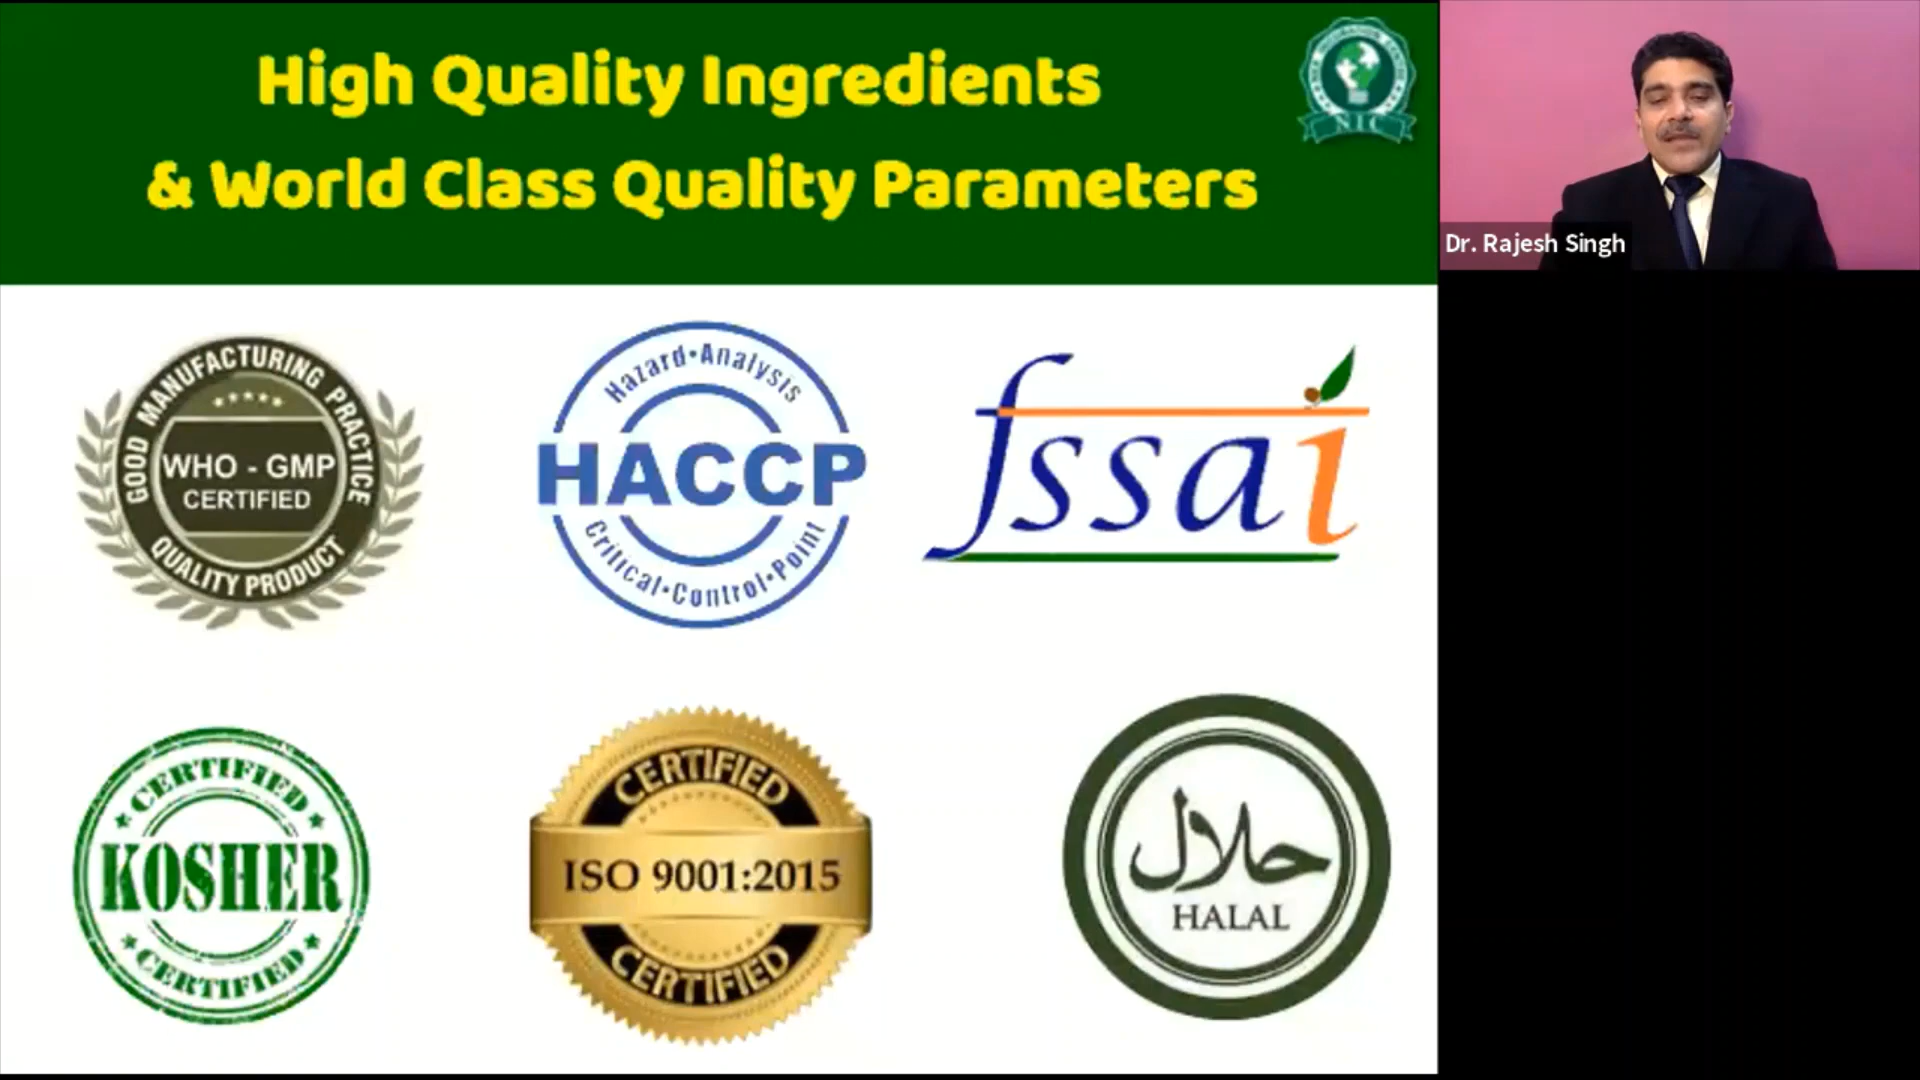 High Quality Ingredients
& World Class Quality Parameters
NIC
Dr. Rajesh Singh
GOOD MANUFACTURING PRACTICE
WHO - GMP
CERTIFIED
QUALITY PRODUCT
Hazard•Analysis
HACCP
Critical•Control•Point
fssai
CERTIFIED
KOSHER
CERTIFIED
CERTIFIED
ISO 9001:2015
CERTIFIED
حلال
HALAL